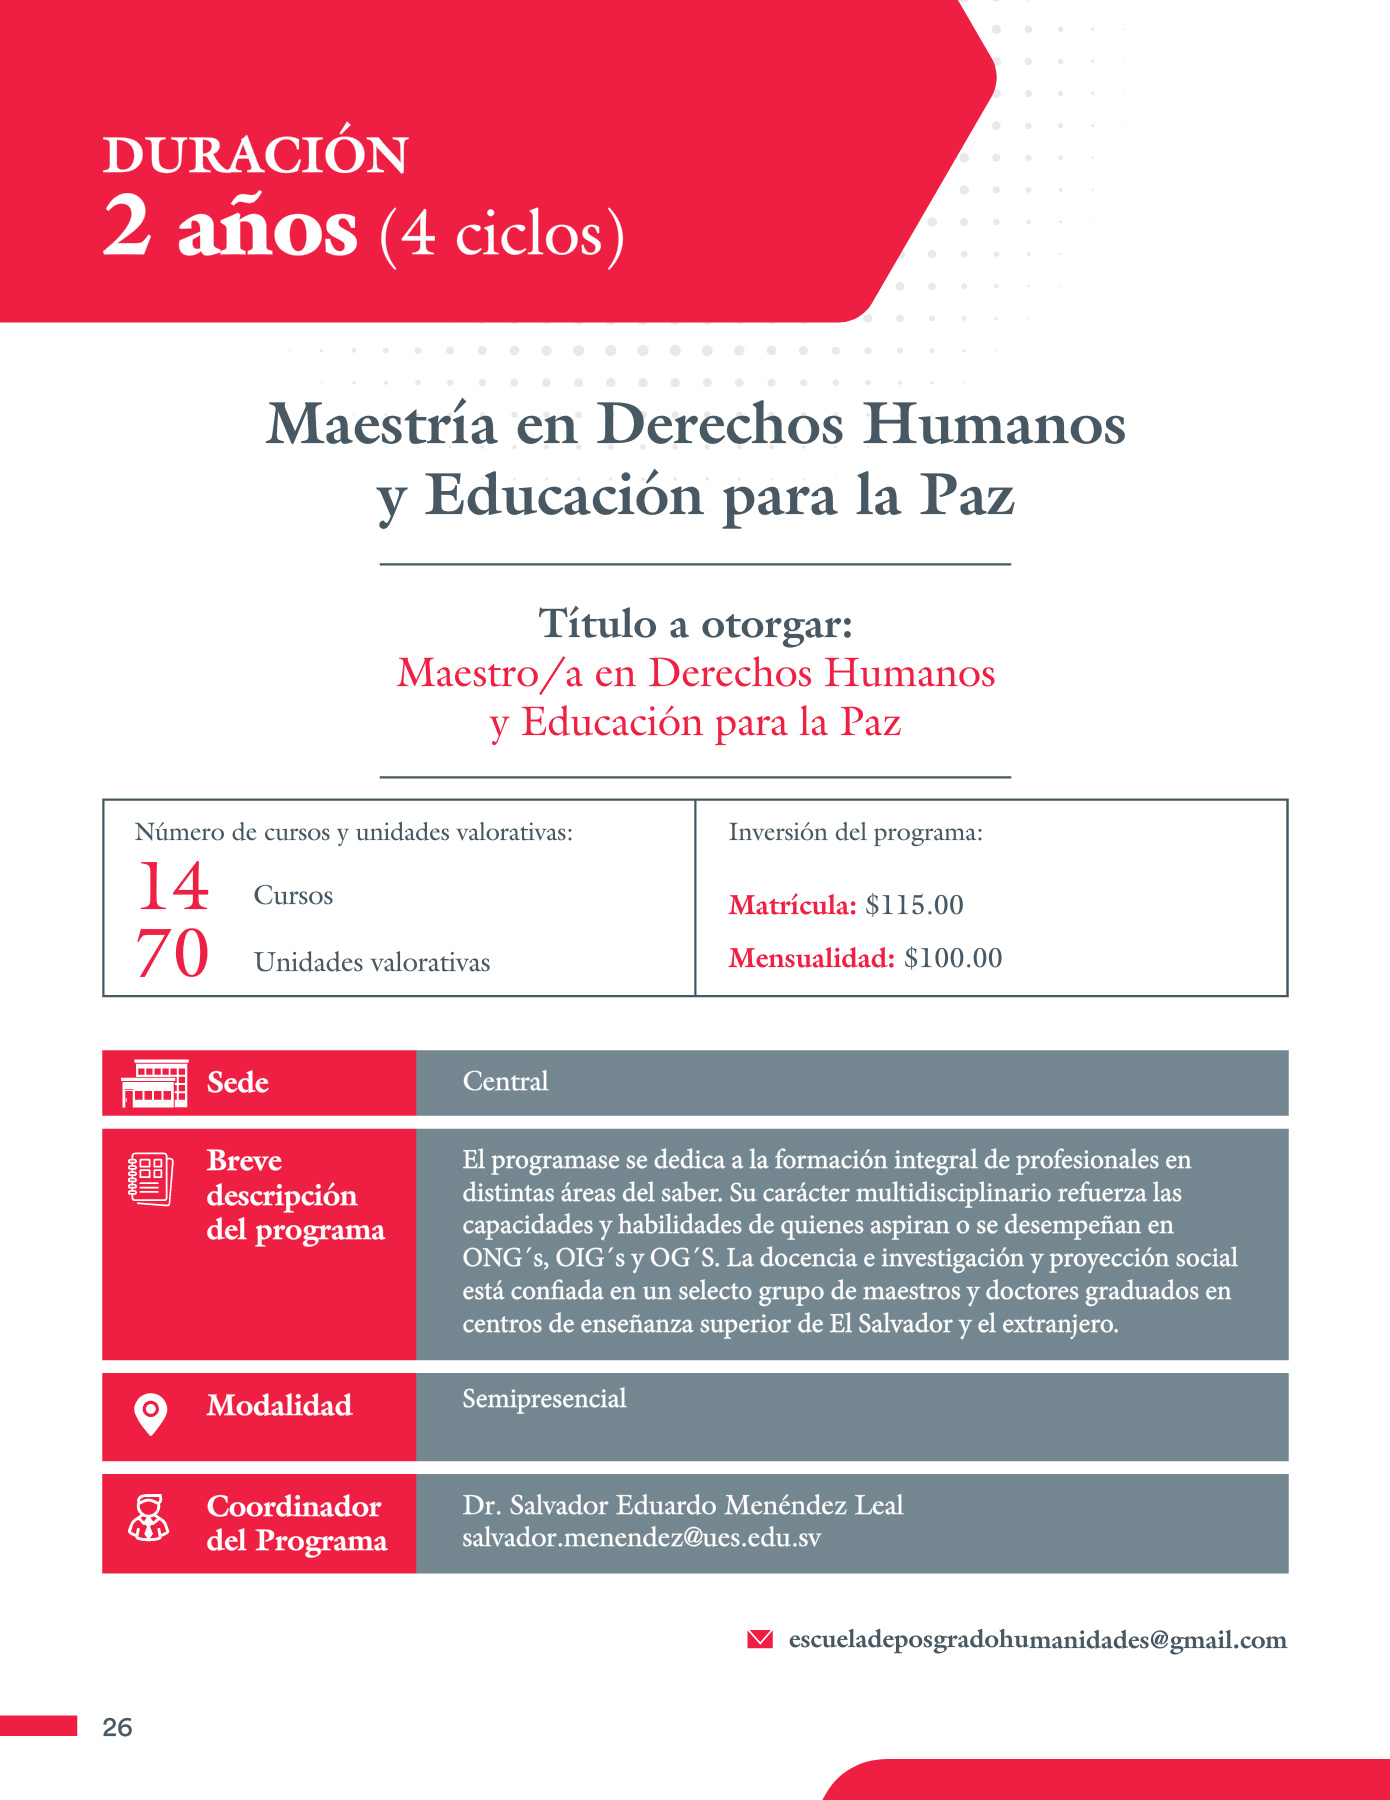 DURACIÓN
2 años (4 ciclos)
Maestría en Derechos Humanos
y Educación para la Paz
Título a otorgar:
Maestro/a en Derechos Humanos
y Educación para la Paz
Número de cursos y unidades valorativas:
14 Cursos
70 Unidades valorativas
Inversión del programa:
Matrícula: $115.00
Mensualidad: $100.00
Sede
Central
Breve
descripción
del programa
El programase se dedica a la formación integral de profesionales en
distintas áreas del saber. Su carácter multidisciplinario refuerza las
capacidades y habilidades de quienes aspiran o se desempeñan en
ONG´s, OIG´s y OG´S. La docencia e investigación y proyección social
está confiada en un selecto grupo de maestros y doctores graduados en
centros de enseñanza superior de El Salvador y el extranjero.
Modalidad
Semipresencial
Coordinador
del Programa
Dr. Salvador Eduardo Menéndez Leal
salvador.menendez@ues.edu.sv
escueladeposgradohumanidades@gmail.com
26